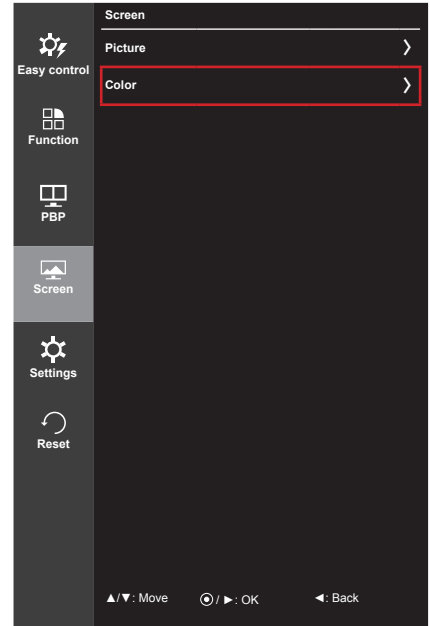 Screen
Picture
Color
Easy control
Function
PBP
Screen
Settings
Reset
▲/▼: Move ⦿ / ►: OK ◄: Back